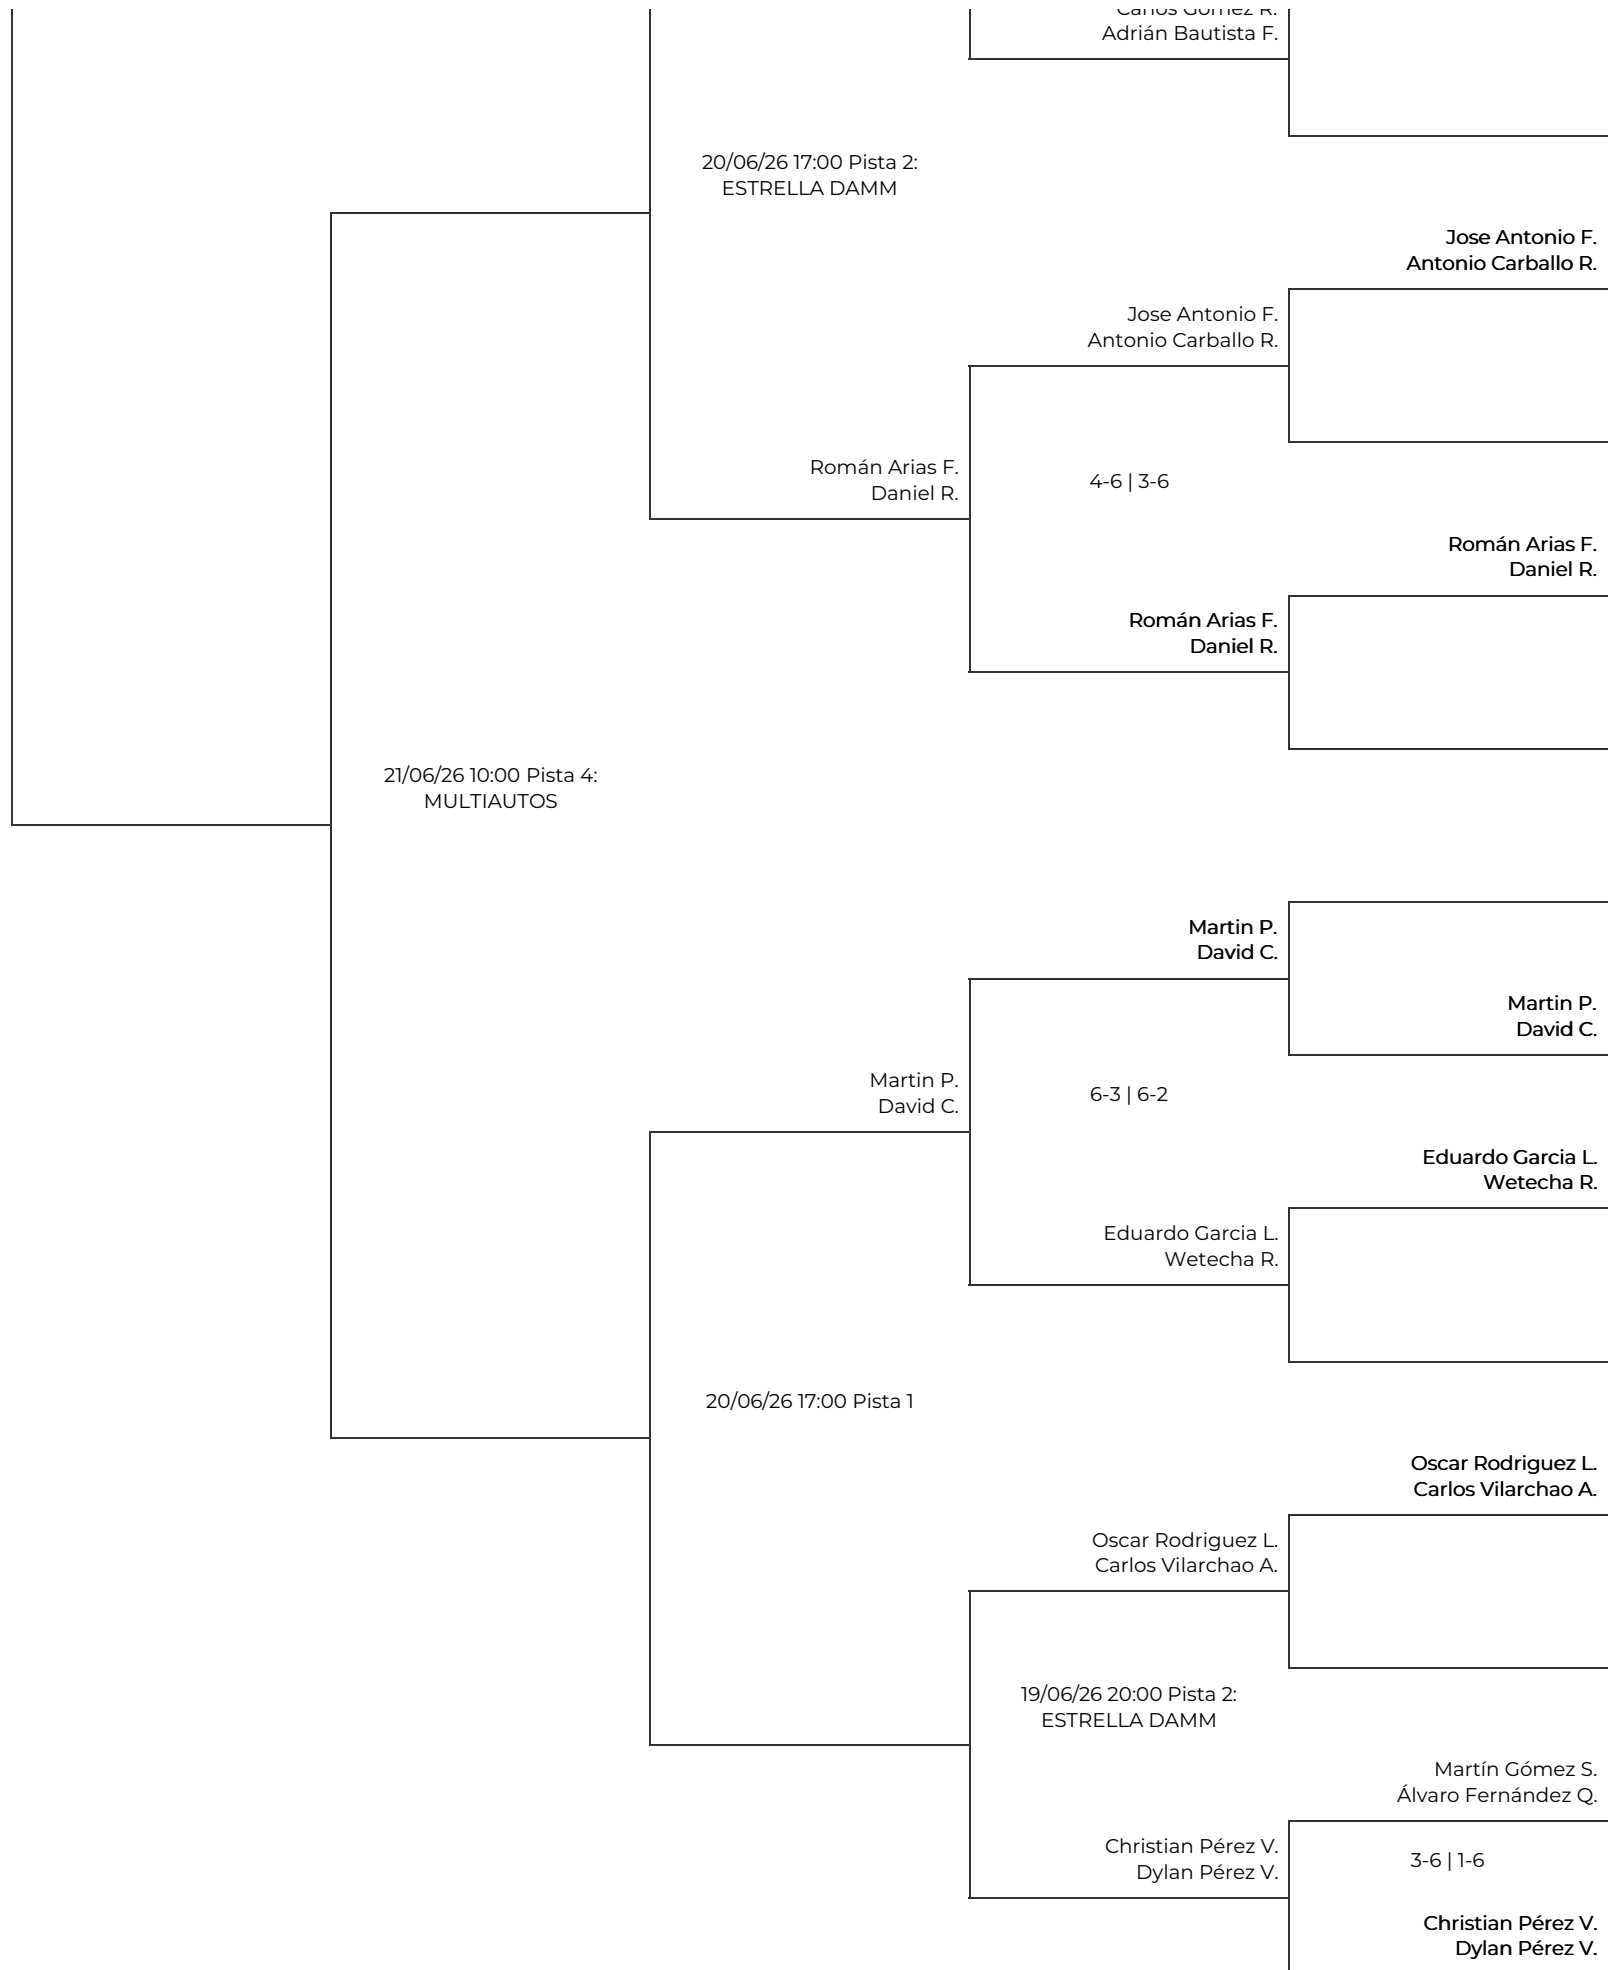 Carlos Gómez R.
Adrián Bautista F.
20/06/26 17:00 Pista 2:
ESTRELLA DAMM
Jose Antonio F.
Antonio Carballo R.
Jose Antonio F.
Antonio Carballo R.
Román Arias F.
Daniel R.
4-6 | 3-6
Román Arias F.
Daniel R.
Román Arias F.
Daniel R.
21/06/26 10:00 Pista 4:
MULTIAUTOS
Martin P.
David C.
Martin P.
David C.
Martin P.
David C.
6-3 | 6-2
Eduardo Garcia L.
Wetecha R.
Eduardo Garcia L.
Wetecha R.
20/06/26 17:00 Pista 1
Oscar Rodriguez L.
Carlos Vilarchao A.
Oscar Rodriguez L.
Carlos Vilarchao A.
19/06/26 20:00 Pista 2:
ESTRELLA DAMM
Martín Gómez S.
Álvaro Fernández Q.
Christian Pérez V.
Dylan Pérez V.
3-6 | 1-6
Christian Pérez V.
Dylan Pérez V.